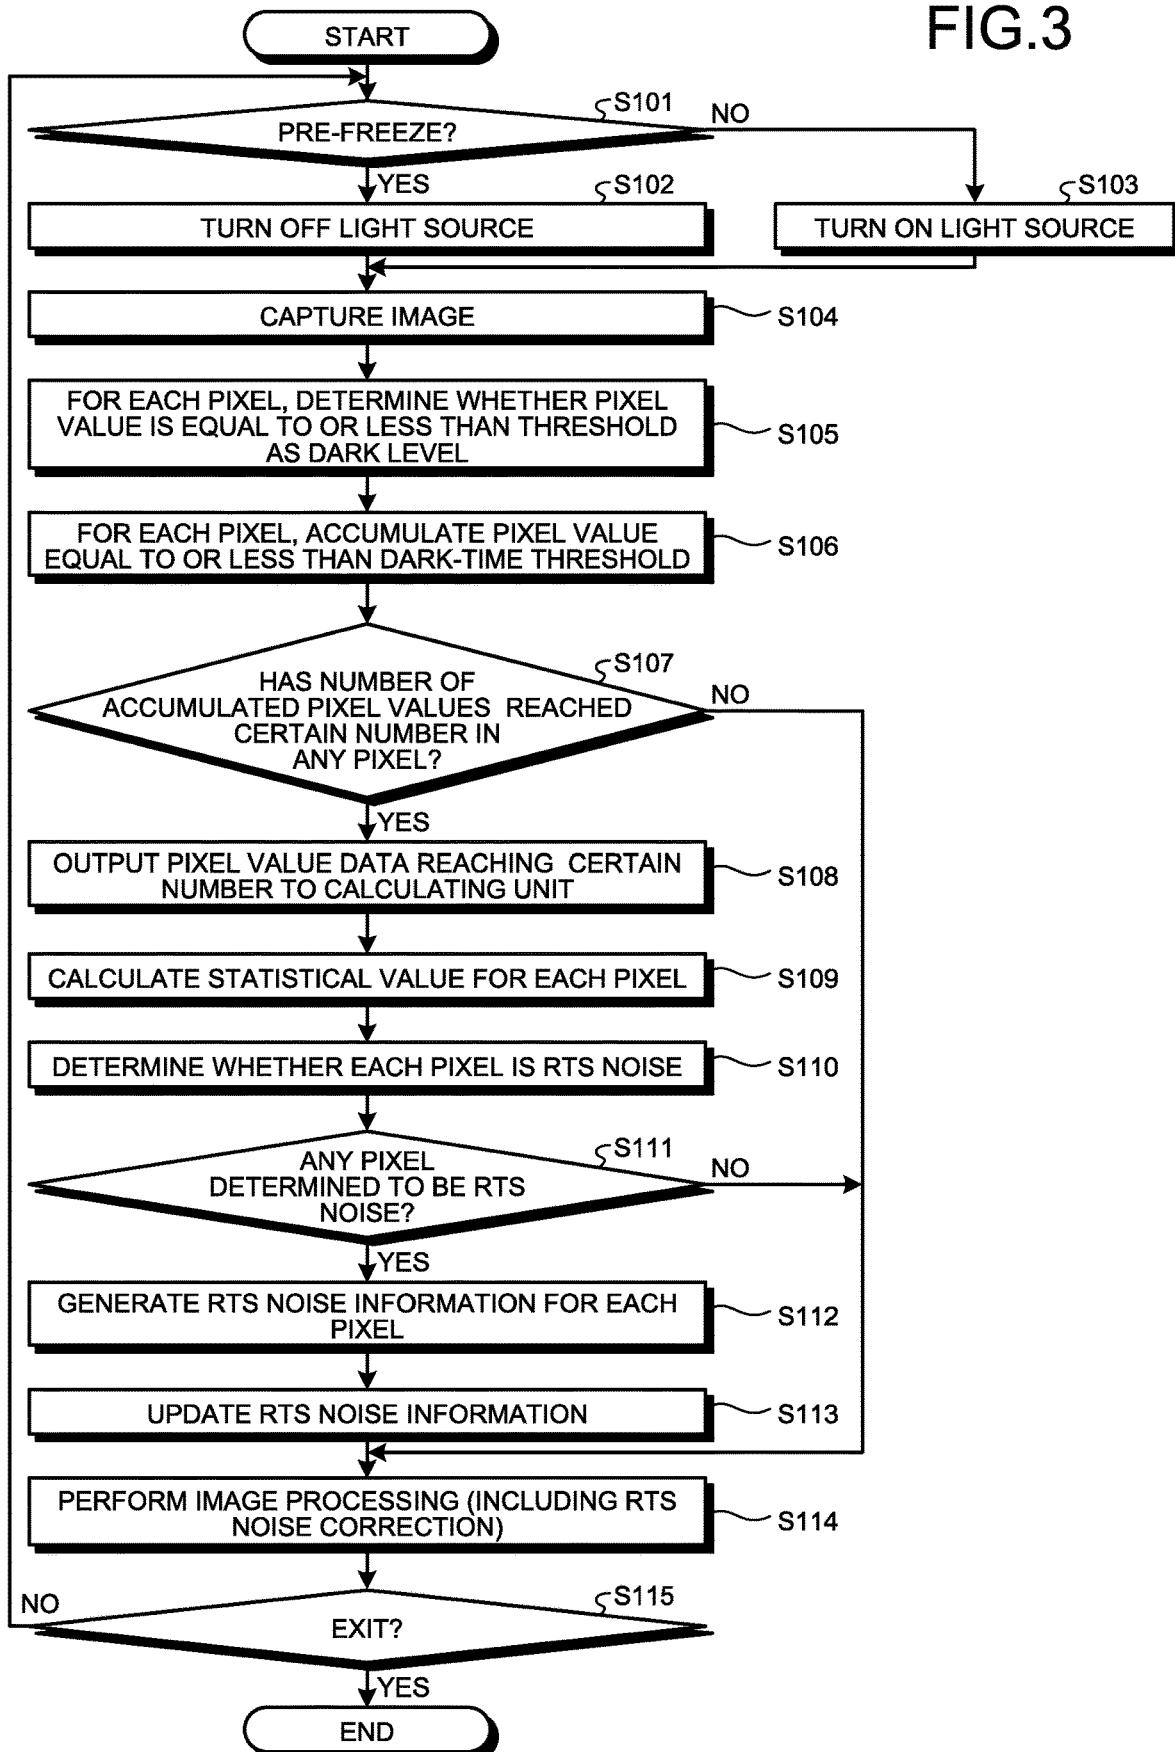 FIG.3
START
S101
PRE-FREEZE?
NO
YES
S102
TURN OFF LIGHT SOURCE
S103
TURN ON LIGHT SOURCE
CAPTURE IMAGE
S104
FOR EACH PIXEL, DETERMINE WHETHER PIXEL
VALUE IS EQUAL TO OR LESS THAN THRESHOLD
AS DARK LEVEL
S105
FOR EACH PIXEL, ACCUMULATE PIXEL VALUE
EQUAL TO OR LESS THAN DARK-TIME THRESHOLD
S106
S107
HAS NUMBER OF
ACCUMULATED PIXEL VALUES REACHED
CERTAIN NUMBER IN
ANY PIXEL?
NO
YES
OUTPUT PIXEL VALUE DATA REACHING CERTAIN
NUMBER TO CALCULATING UNIT
S108
CALCULATE STATISTICAL VALUE FOR EACH PIXEL
S109
DETERMINE WHETHER EACH PIXEL IS RTS NOISE
S110
S111
ANY PIXEL
DETERMINED TO BE RTS
NOISE?
NO
YES
GENERATE RTS NOISE INFORMATION FOR EACH
PIXEL
S112
UPDATE RTS NOISE INFORMATION
S113
PERFORM IMAGE PROCESSING (INCLUDING RTS
NOISE CORRECTION)
S114
S115
NO
EXIT?
YES
END